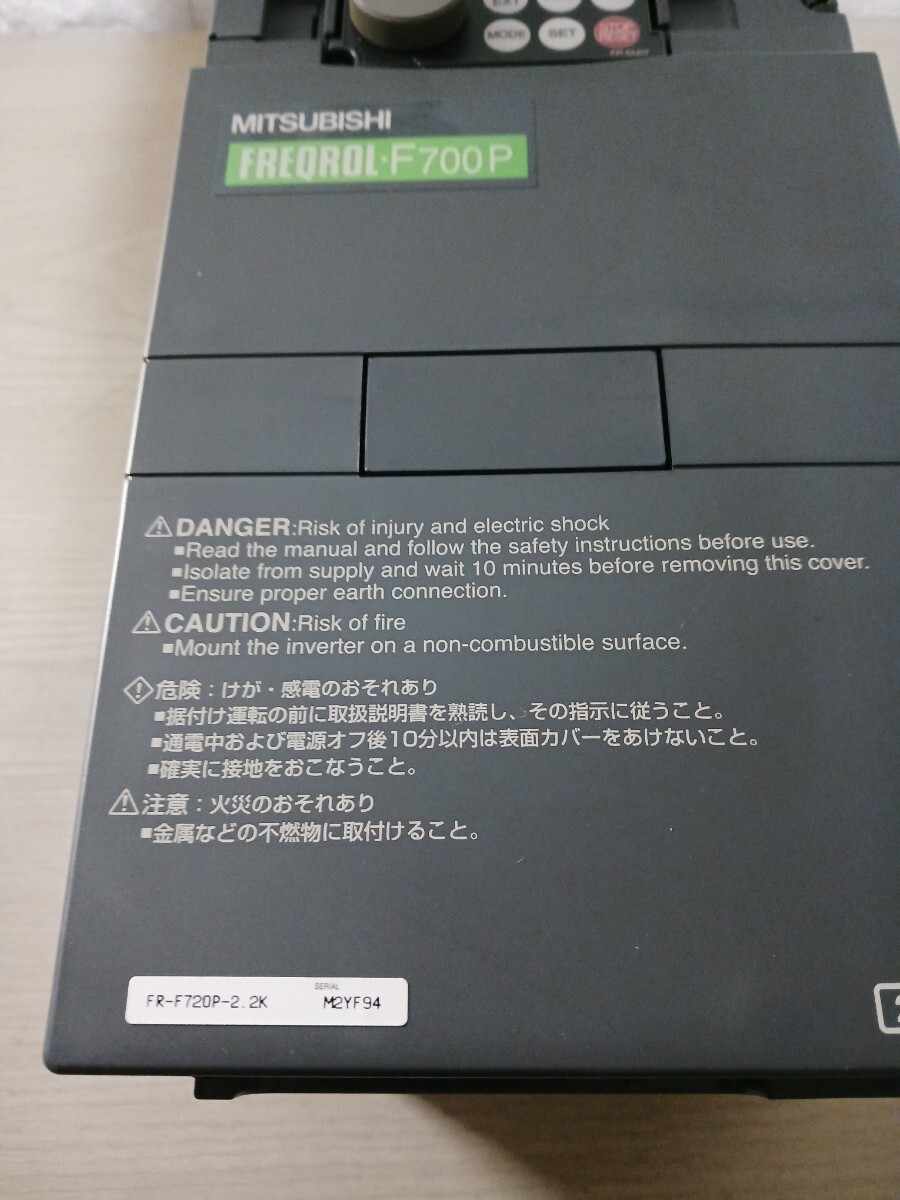 EXT
MODE
SET
STOP
RESET
MITSUBISHI
FREQROL-F700P
DANGER:Risk of injury and electric shock
■Read the manual and follow the safety instructions before use.
■Isolate from supply and wait 10 minutes before removing this cover.
■Ensure proper earth connection.
CAUTION:Risk of fire
■Mount the inverter on a non-combustible surface.
危険：けが・感電のおそれあり
■据付け運転の前に取扱説明書を熟読し、その指示に従うこと。
■通電中および電源オフ後10分以内は表面カバーをあけないこと。
■確実に接地をおこなうこと。
注意：火災のおそれあり
■金属などの不燃物に取付けること。
SERIAL
FR-F720P-2.2K M2YF94